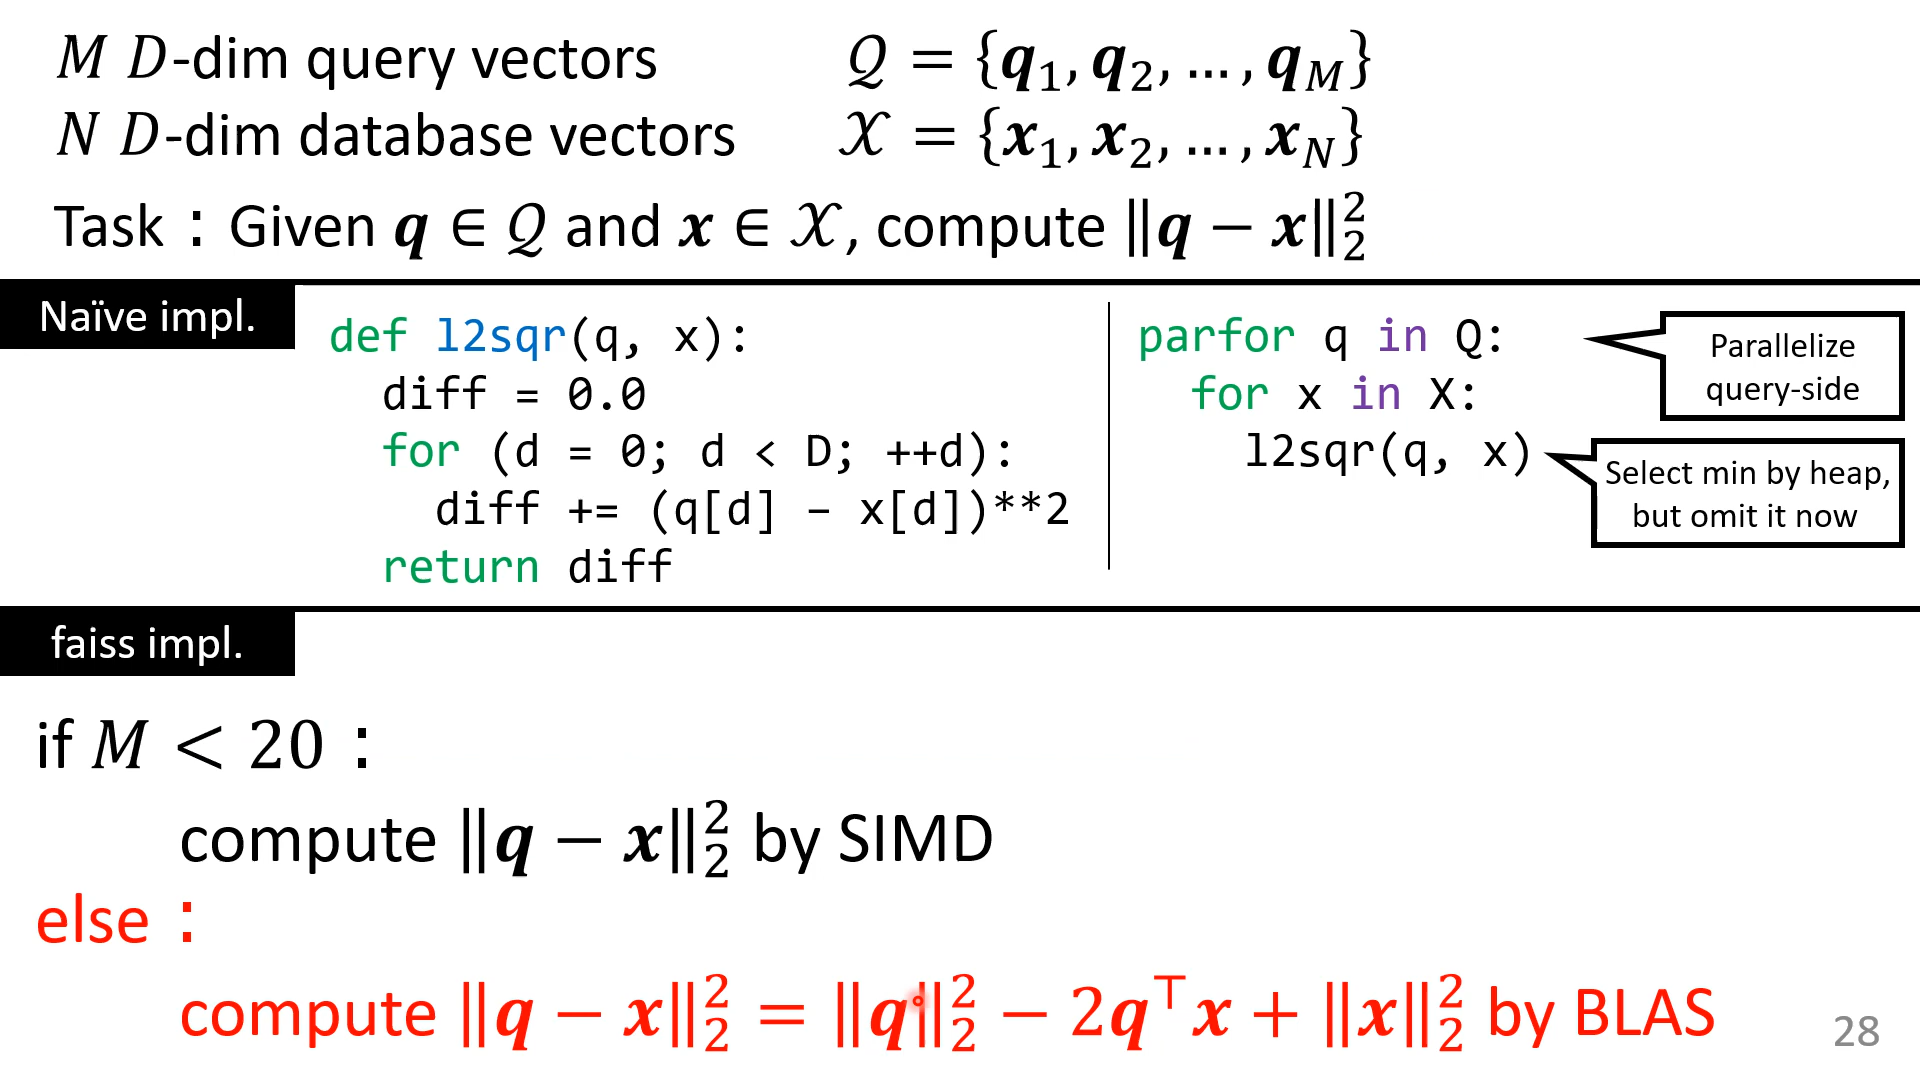 M D-dim query vectors 𝒬 = {𝒒₁, 𝒒₂, …, 𝒒_M}
N D-dim database vectors 𝒳 = {𝒙₁, 𝒙₂, …, 𝒙_N}
Task：Given 𝒒 ∈ 𝒬 and 𝒙 ∈ 𝒳, compute ‖𝒒 − 𝒙‖₂²
Naïve impl.
def l2sqr(q, x):
diff = 0.0
for (d = 0; d < D; ++d):
diff += (q[d] – x[d])**2
return diff
parfor q in Q:
for x in X:
l2sqr(q, x)
Parallelize
query-side
Select min by heap,
but omit it now
faiss impl.
if M < 20：
compute ‖𝒒 − 𝒙‖₂² by SIMD
else：
compute ‖𝒒 − 𝒙‖₂² = ‖𝒒‖₂² − 2𝒒⊤𝒙 + ‖𝒙‖₂² by BLAS
28